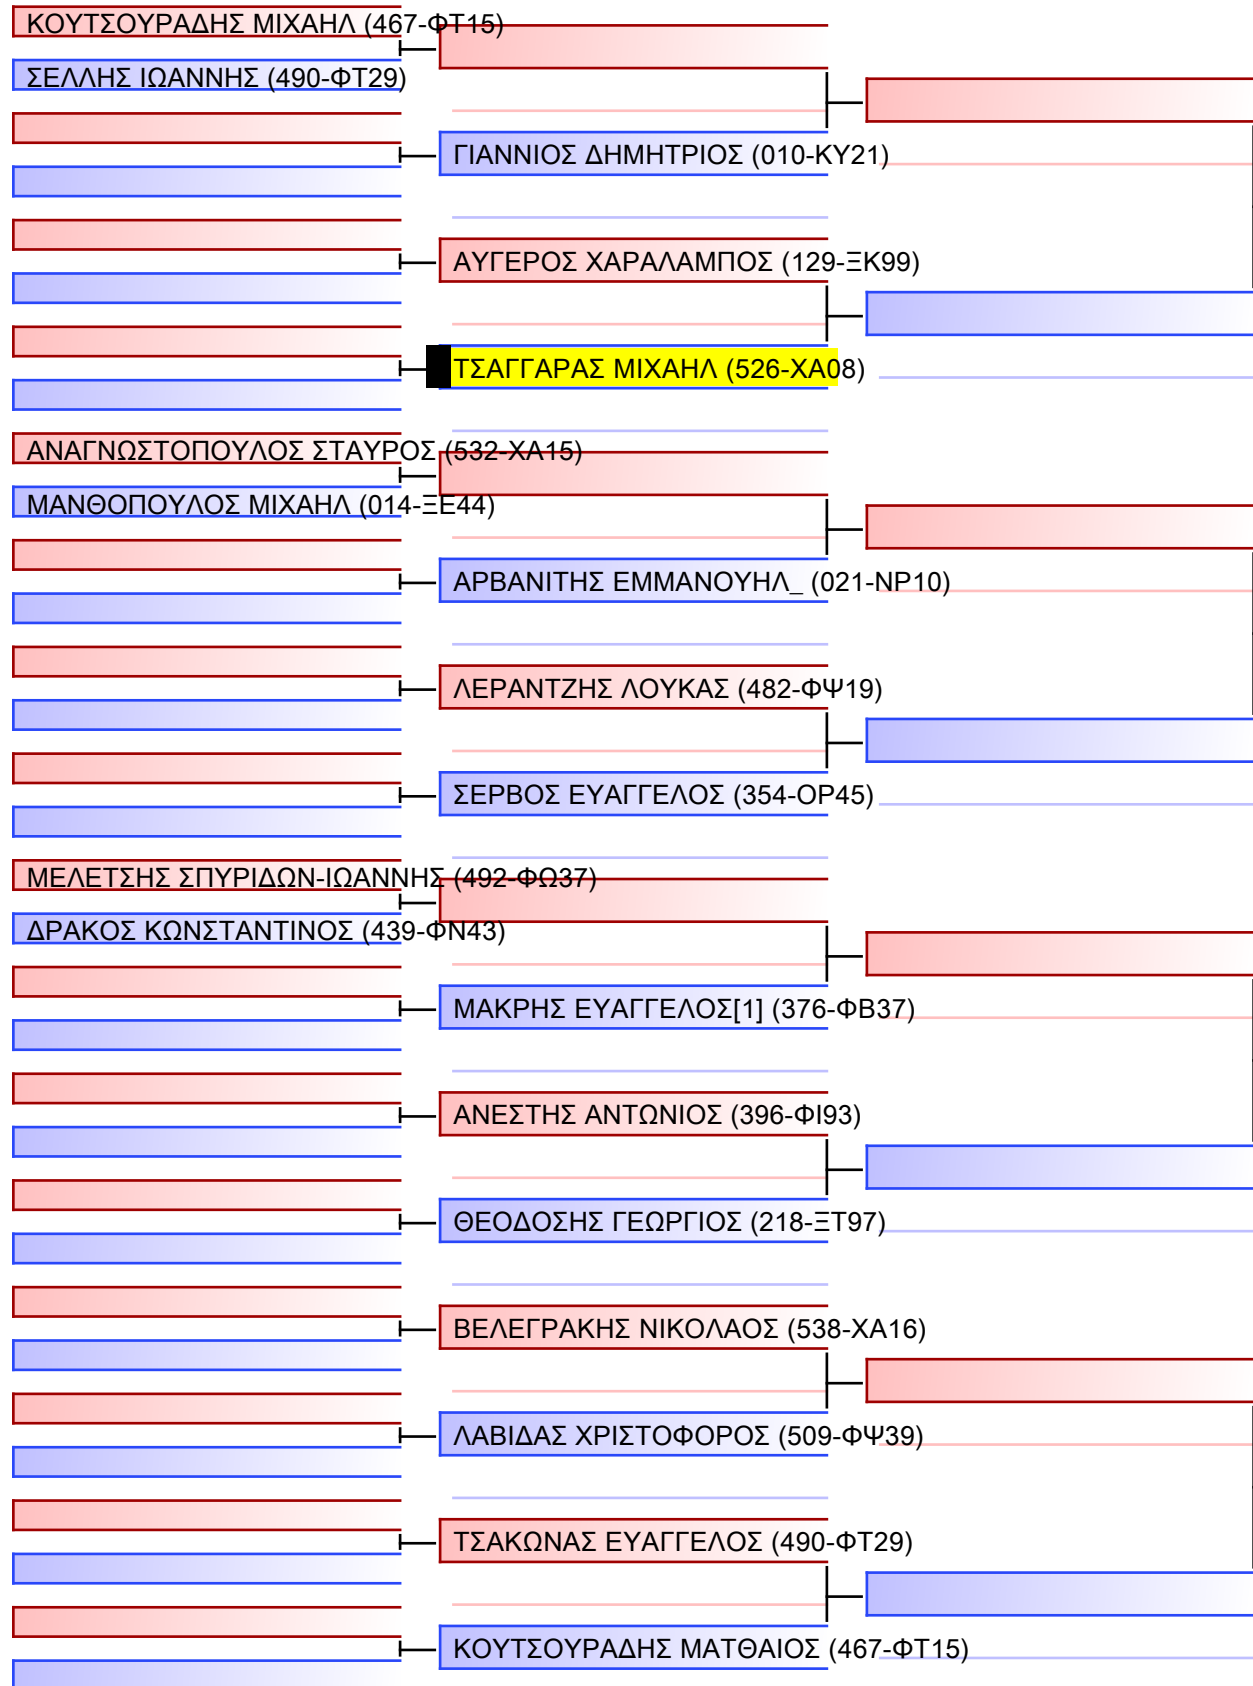 ΚΟΥΤΣΟΥΡΑΔΗΣ ΜΙΧΑΗΛ (467-ΦΤ15)
ΣΕΛΛΗΣ ΙΩΑΝΝΗΣ (490-ΦΤ29)
ΓΙΑΝΝΙΟΣ ΔΗΜΗΤΡΙΟΣ (010-ΚΥ21)
ΑΥΓΕΡΟΣ ΧΑΡΑΛΑΜΠΟΣ (129-ΞΚ99)
ΤΣΑΓΓΑΡΑΣ ΜΙΧΑΗΛ (526-ΧΑ08)
ΑΝΑΓΝΩΣΤΟΠΟΥΛΟΣ ΣΤΑΥΡΟΣ (532-ΧΑ15)
ΜΑΝΘΟΠΟΥΛΟΣ ΜΙΧΑΗΛ (014-ΞΕ44)
ΑΡΒΑΝΙΤΗΣ ΕΜΜΑΝΟΥΗΛ_ (021-ΝΡ10)
ΛΕΡΑΝΤΖΗΣ ΛΟΥΚΑΣ (482-ΦΨ19)
ΣΕΡΒΟΣ ΕΥΑΓΓΕΛΟΣ (354-ΟΡ45)
ΜΕΛΕΤΣΗΣ ΣΠΥΡΙΔΩΝ-ΙΩΑΝΝΗΣ (492-ΦΩ37)
ΔΡΑΚΟΣ ΚΩΝΣΤΑΝΤΙΝΟΣ (439-ΦΝ43)
ΜΑΚΡΗΣ ΕΥΑΓΓΕΛΟΣ[1] (376-ΦΒ37)
ΑΝΕΣΤΗΣ ΑΝΤΩΝΙΟΣ (396-ΦΙ93)
ΘΕΟΔΟΣΗΣ ΓΕΩΡΓΙΟΣ (218-ΞΤ97)
ΒΕΛΕΓΡΑΚΗΣ ΝΙΚΟΛΑΟΣ (538-ΧΑ16)
ΛΑΒΙΔΑΣ ΧΡΙΣΤΟΦΟΡΟΣ (509-ΦΨ39)
ΤΣΑΚΩΝΑΣ ΕΥΑΓΓΕΛΟΣ (490-ΦΤ29)
ΚΟΥΤΣΟΥΡΑΔΗΣ ΜΑΤΘΑΙΟΣ (467-ΦΤ15)